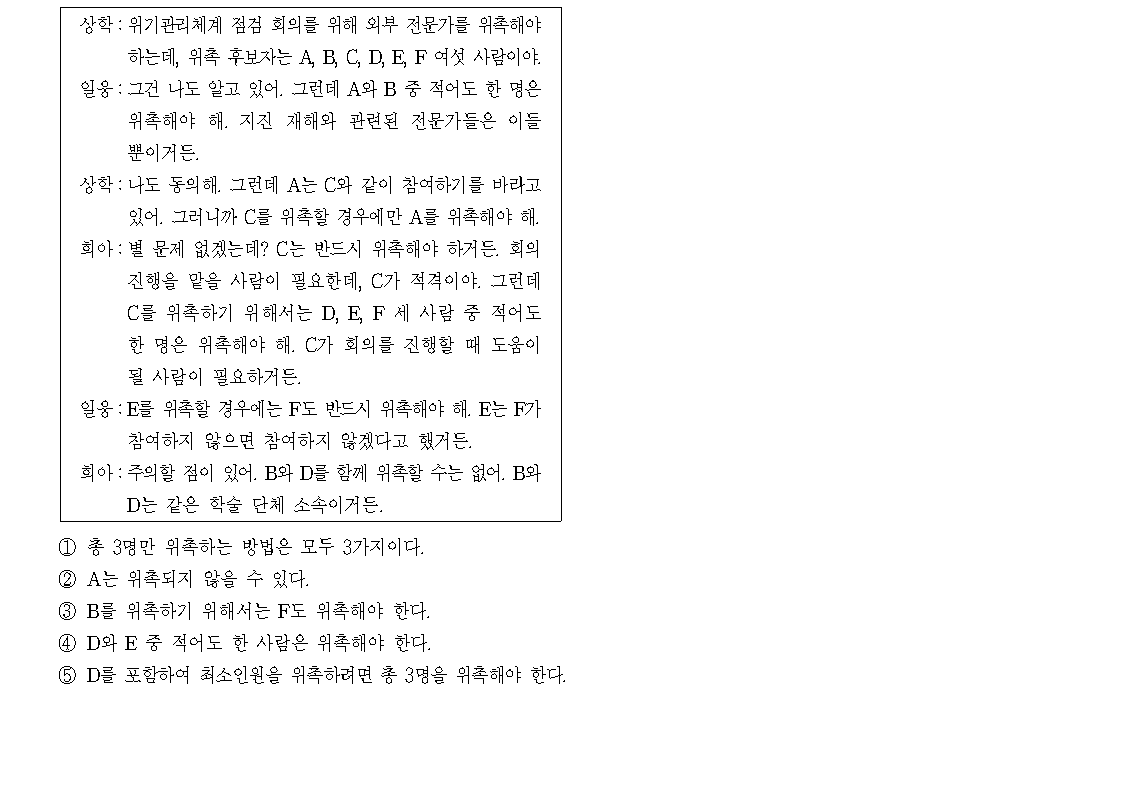 상학 : 위기관리체계 점검 회의를 위해 외부 전문가를 위촉해야
하는데, 위촉 후보자는 A, B, C, D, E, F 여섯 사람이야.
일웅 : 그건 나도 알고 있어. 그런데 A와 B 중 적어도 한 명은
위촉해야 해. 지진 재해와 관련된 전문가들은 이들
뿐이거든.
상학 : 나도 동의해. 그런데 A는 C와 같이 참여하기를 바라고
있어. 그러니까 C를 위촉할 경우에만 A를 위촉해야 해.
희아 : 별 문제 없겠는데? C는 반드시 위촉해야 하거든. 회의
진행을 맡을 사람이 필요한데, C가 적격이야. 그런데
C를 위촉하기 위해서는 D, E, F 세 사람 중 적어도
한 명은 위촉해야 해. C가 회의를 진행할 때 도움이
될 사람이 필요하거든.
일웅 : E를 위촉할 경우에는 F도 반드시 위촉해야 해. E는 F가
참여하지 않으면 참여하지 않겠다고 했거든.
희아 : 주의할 점이 있어. B와 D를 함께 위촉할 수는 없어. B와
D는 같은 학술 단체 소속이거든.
① 총 3명만 위촉하는 방법은 모두 3가지이다.
② A는 위촉되지 않을 수 있다.
③ B를 위촉하기 위해서는 F도 위촉해야 한다.
④ D와 E 중 적어도 한 사람은 위촉해야 한다.
⑤ D를 포함하여 최소인원을 위촉하려면 총 3명을 위촉해야 한다.